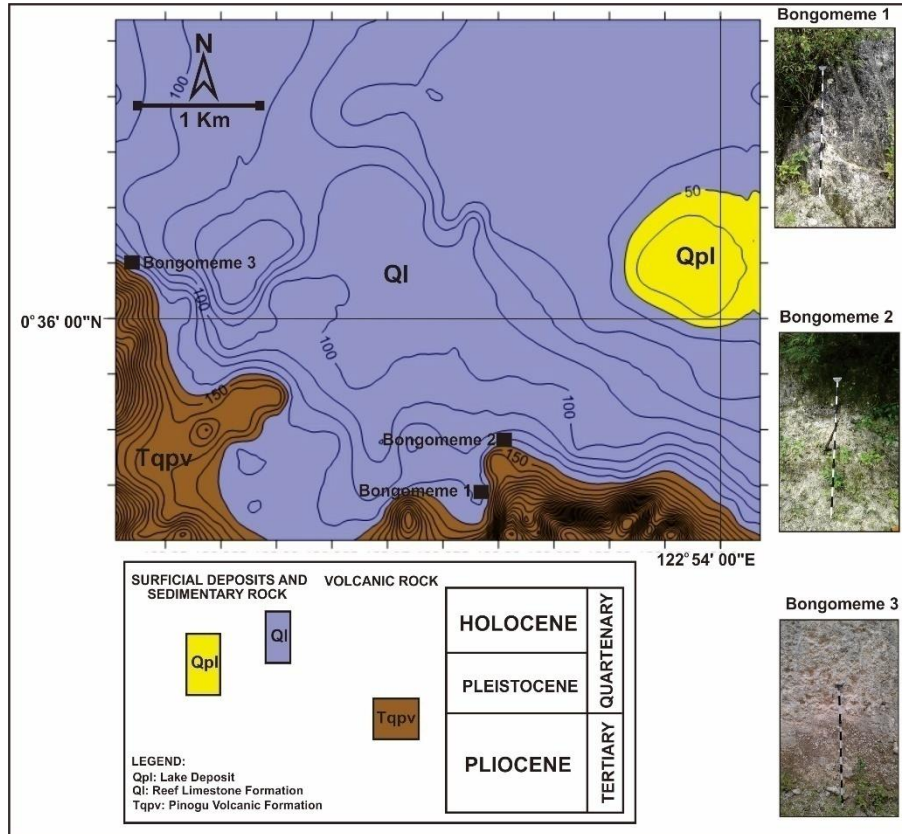 Bongomeme 1
N
1 Km
100
50
Qpl
Ql
Bongomeme 3
100
0° 36' 00"N
100
100
150
Bongomeme 2
150
Tqpv
Bongomeme 1
122° 54' 00"E
Bongomeme 2
Bongomeme 3
SURFICIAL DEPOSITS AND
SEDIMENTARY ROCK
VOLCANIC ROCK
Qpl
Ql
Tqpv
HOLOCENE
PLEISTOCENE
PLIOCENE
QUARTENARY
TERTIARY
LEGEND:
Qpl: Lake Deposit
Ql: Reef Limestone Formation
Tqpv: Pinogu Volcanic Formation